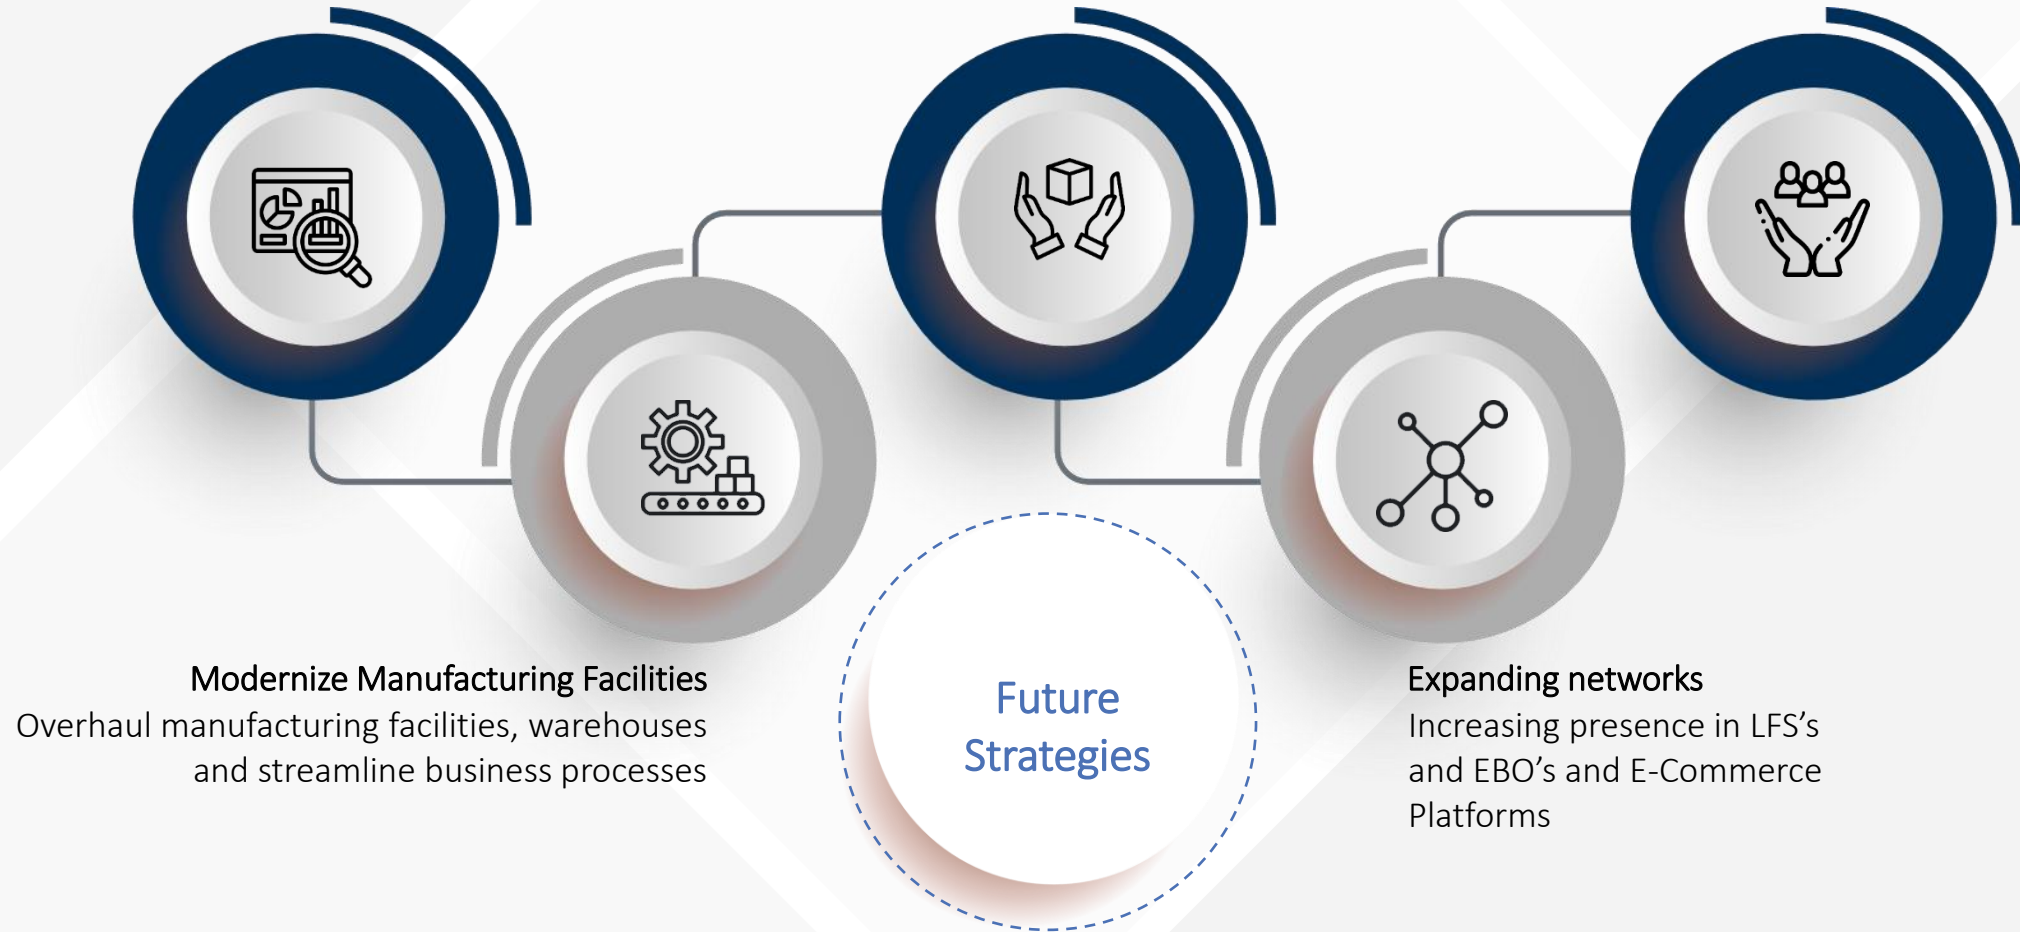 Modernize Manufacturing Facilities
Overhaul manufacturing facilities, warehouses
and streamline business processes
Future
Strategies
Expanding networks
Increasing presence in LFS’s
and EBO’s and E-Commerce
Platforms